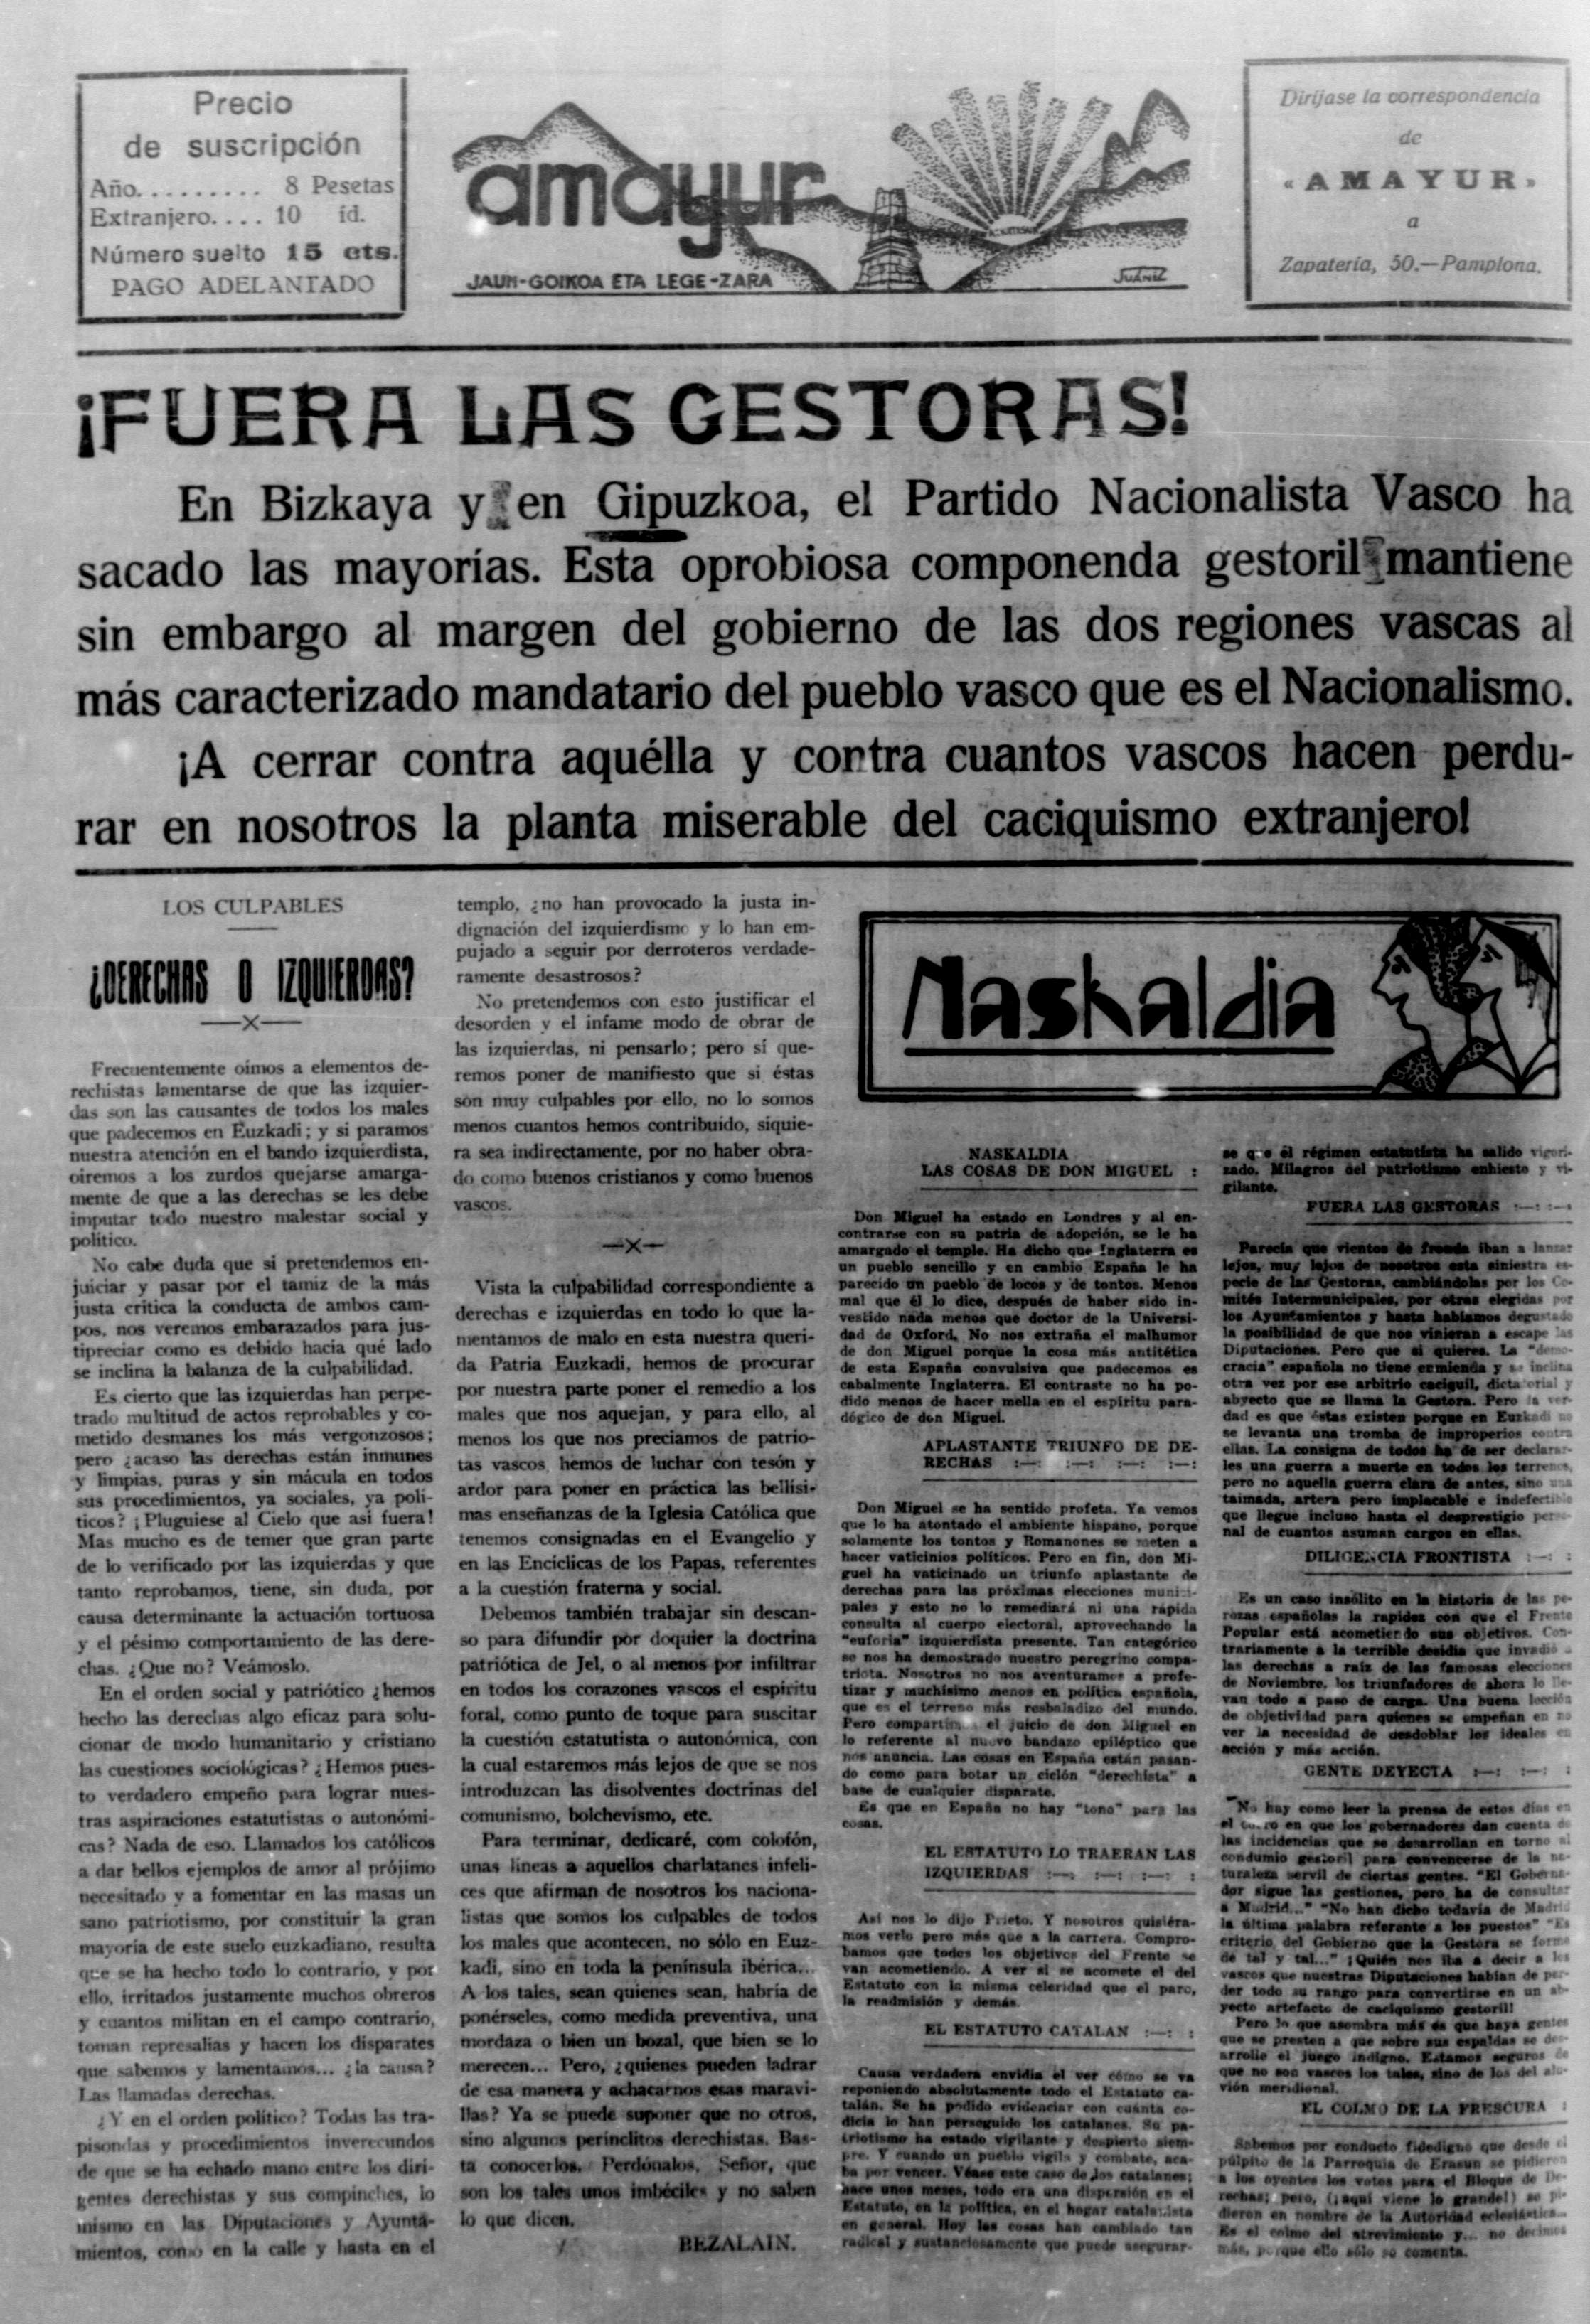 Precio
de suscripción
Año......... 8 Pesetas
Extranjero.... 10 id.
Número suelto 15 cts.
PAGO ADELANTADO
amayur
JAUN-GOIKOA ETA LEGE-ZARA
Diríjase la correspondencia
de
«AMAYUR»
a
Zapatería, 50.—Pamplona.
¡FUERA LAS GESTORAS!
En Bizkaya y en Gipuzkoa, el Partido Nacionalista Vasco ha
sacado las mayorías. Esta oprobiosa componenda gestoril mantiene
sin embargo al margen del gobierno de las dos regiones vascas al
más caracterizado mandatario del pueblo vasco que es el Nacionalismo.
¡A cerrar contra aquélla y contra cuantos vascos hacen perdu-
rar en nosotros la planta miserable del caciquismo extranjero!
LOS CULPABLES
¿DERECHAS O IZQUIERDAS?
Frecuentemente oimos a elementos de-
rechistas lamentarse de que las izquier-
das son las causantes de todos los males
que padecemos en Euzkadi; y si paramos
nuestra atención en el bando izquierdista,
oiremos a los zurdos quejarse amarga-
mente de que a las derechas se les debe
imputar todo nuestro malestar social y
político.
No cabe duda que si pretendemos en-
juiciar y pasar por el tamiz de la más
justa crítica la conducta de ambos cam-
pos, nos veremos embarazados para jus-
tipreciar como es debido hacia qué lado
se inclina la balanza de la culpabilidad.
Es cierto que las izquierdas han perpe-
trado multitud de actos reprobables y co-
metido desmanes los más vergonzosos;
pero ¿acaso las derechas están inmunes
y limpias, puras y sin mácula en todos
sus procedimientos, ya sociales, ya polí-
ticos? ¡Pluguiese al Cielo que así fuera!
Mas mucho es de temer que gran parte
de lo verificado por las izquierdas y que
tanto reprobamos, tiene, sin duda, por
causa determinante la actuación tortuosa
y el pésimo comportamiento de las dere-
chas. ¿Que no? Veámoslo.
En el orden social y patriótico ¿hemos
hecho las derechas algo eficaz para solu-
cionar de modo humanitario y cristiano
las cuestiones sociológicas? ¿Hemos pues-
to verdadero empeño para lograr nues-
tras aspiraciones estatutistas o autonómi-
cas? Nada de eso. Llamados los católicos
a dar bellos ejemplos de amor al prójimo
necesitado y a fomentar en las masas un
sano patriotismo, por constituir la gran
mayoría de este suelo euzkadiano, resulta
que se ha hecho todo lo contrario, y por
ello, irritados justamente muchos obreros
y cuantos militan en el campo contrario,
toman represalias y hacen los disparates
que sabemos y lamentamos... ¿la causa?
Las llamadas derechas.
¿Y en el orden político? Todas las tra-
pisondas y procedimientos inverecundos
de que se ha echado mano entre los diri-
gentes derechistas y sus compinches, lo
mismo en las Diputaciones y Ayunta-
mientos, como en la calle y hasta en el
templo, ¿no han provocado la justa in-
dignación del izquierdismo y lo han em-
pujado a seguir por derroteros verdade-
ramente desastrosos?
No pretendemos con esto justificar el
desorden y el infame modo de obrar de
las izquierdas, ni pensarlo; pero sí que-
remos poner de manifiesto que si éstas
son muy culpables por ello, no lo somos
menos cuantos hemos contribuído, siquie-
ra sea indirectamente, por no haber obra-
do como buenos cristianos y como buenos
vascos.
Vista la culpabilidad correspondiente a
derechas e izquierdas en todo lo que la-
mentamos de malo en esta nuestra queri-
da Patria Euzkadi, hemos de procurar
por nuestra parte poner el remedio a los
males que nos aquejan, y para ello, al
menos los que nos preciamos de patrio-
tas vascos, hemos de luchar con tesón y
ardor para poner en práctica las bellísi-
mas enseñanzas de la Iglesia Católica que
tenemos consignadas en el Evangelio y
en las Encíclicas de los Papas, referentes
a la cuestión fraterna y social.
Debemos también trabajar sin descan-
so para difundir por doquier la doctrina
patriótica de Jel, o al menos por infiltrar
en todos los corazones vascos el espíritu
foral, como punto de toque para suscitar
la cuestión estatutista o autonómica, con
la cual estaremos más lejos de que se nos
introduzcan las disolventes doctrinas del
comunismo, bolchevismo, etc.
Para terminar, dedicaré, com colofón,
unas líneas a aquellos charlatanes infeli-
ces que afirman de nosotros los naciona-
listas que somos los culpables de todos
los males que acontecen, no sólo en Euz-
kadi, sino en toda la península ibérica...
A los tales, sean quienes sean, habría de
ponérseles, como medida preventiva, una
mordaza o bien un bozal, que bien se lo
merecen... Pero, ¿quienes pueden ladrar
de esa manera y achacarnos esas maravi-
llas? Ya se puede suponer que no otros,
sino algunos perínclitos derechistas. Bas-
ta conocerlos. Perdónalos, Señor, que
son los tales unos imbéciles y no saben
lo que dicen.
BEZALAIN.
Naskaldia
NASKALDIA
LAS COSAS DE DON MIGUEL :
Don Miguel ha estado en Londres y al en-
contrarse con su patria de adopción, se le ha
amargado el temple. Ha dicho que Inglaterra es
un pueblo sencillo y en cambio España le ha
parecido un pueblo de locos y de tontos. Menos
mal que él lo dice, después de haber sido in-
vestido nada menos que doctor de la Universi-
dad de Oxford. No nos extraña el malhumor
de don Miguel porque la cosa más antitética
de esta España convulsiva que padecemos es
cabalmente Inglaterra. El contraste no ha po-
dido menos de hacer mella en el espíritu para-
dógico de don Miguel.
APLASTANTE TRIUNFO DE DE-
RECHAS :—: :—: :—: :—:
Don Miguel se ha sentido profeta. Ya vemos
que lo ha atontado el ambiente hispano, porque
solamente los tontos y Romanones se meten a
hacer vaticinios políticos. Pero en fin, don Mi-
guel ha vaticinado un triunfo aplastante de
derechas para las próximas elecciones munici-
pales y esto no lo remediará ni una rápida
consulta al cuerpo electoral, aprovechando la
"euforia" izquierdista presente. Tan categórico
se nos ha demostrado nuestro peregrino compa-
triota. Nosotros no nos aventuramos a profe-
tizar y muchísimo menos en política española,
que es el terreno más resbaladizo del mundo.
Pero compartimos el juicio de don Miguel en
lo referente al nuevo bandazo epiléptico que
nos anuncia. Las cosas en España están pasan-
do como para botar un ciclón "derechista" a
base de cualquier disparate.
Es que en España no hay "tono" para las
cosas.
EL ESTATUTO LO TRAERAN LAS
IZQUIERDAS :—: :—: :—: :
Así nos lo dijo Prieto. Y nosotros quisiéra-
mos verlo pero más que a la carrera. Compro-
bamos que todos los objetivos del Frente se
van acometiendo. A ver si se acomete el del
Estatuto con la misma celeridad que el paro,
la readmisión y demás.
EL ESTATUTO CATALAN :—: :
Causa verdadera envidia el ver cómo se va
reponiendo absolutamente todo el Estatuto ca-
talán. Se ha podido evidenciar con cuánta co-
dicia lo han perseguido los catalanes. Su pa-
triotismo ha estado vigilante y despierto siem-
pre. Y cuando un pueblo vigila y combate, aca-
ba por vencer. Véase este caso de los catalanes;
hace unos meses, todo era una dispersión en el
Estatuto, en la política, en el hogar catalanista
en general. Hoy las cosas han cambiado tan
radical y sustanciosamente que puede asegurar-
se que el régimen estatutista ha salido vigori-
zado. Milagros del patriotismo enhiesto y vi-
gilante.
FUERA LAS GESTORAS :—: :—:
Parecía que vientos de fronda iban a lanzar
lejos, muy lejos de nosotros esta siniestra es-
pecie de las Gestoras, cambiándolas por los Co-
mités Intermunicipales, por otras elegidas por
los Ayuntamientos y hasta habíamos degustado
la posibilidad de que nos vinieran a escape las
Diputaciones. Pero que si quieres. La "demo-
cracia" española no tiene enmienda y se inclina
otra vez por ese arbitrio caciquil, dictatorial y
abyecto que se llama la Gestora. Pero la ver-
dad es que éstas existen porque en Euzkadi no
se levanta una tromba de improperios contra
ellas. La consigna de todos ha de ser declarar-
les una guerra a muerte en todos los terrenos,
pero no aquella guerra clara de antes, sino una
taimada, artera pero implacable e indefectible
que llegue incluso hasta el desprestigio perso-
nal de cuantos asuman cargos en ellas.
DILIGENCIA FRONTISTA :—: :
Es un caso insólito en la historia de las pe-
rezas españolas la rapidez con que el Frente
Popular está acometiendo sus objetivos. Con-
trariamente a la terrible desidia que invadió a
las derechas a raíz de las famosas elecciones
de Noviembre, los triunfadores de ahora lo lle-
van todo a paso de carga. Una buena lección
de objetividad para quienes se empeñan en no
ver la necesidad de desdoblar los ideales en
acción y más acción.
GENTE DEYECTA :—: :—: :
No hay como leer la prensa de estos días en
el en que los gobernadores dan cuenta de
las incidencias que se desarrollan en torno al
condumio gestoril para convencerse de la na-
turaleza servil de ciertas gentes. "El Goberna-
dor sigue las gestiones, pero ha de consultar
a Madrid..." "No han dicho todavía de Madrid
la última palabra referente a los puestos" "Es
criterio del Gobierno que la Gestora se forme
de tal y tal..." ¡Quién nos iba a decir a los
vascos que nuestras Diputaciones habían de per-
der todo su rango para convertirse en un ab-
yecto artefacto de caciquismo gestoril!
Pero lo que asombra más es que haya gentes
que se presten a que sobre sus espaldas se des-
arrolle el juego indigno. Estamos seguros de
que no son vascos los tales, sino de los del alu-
vión meridional.
EL COLMO DE LA FRESCURA :
Sabemos por conducto fidedigno que desde el
púlpito de la Parroquia de Erasun se pidieron
a los oyentes los votos para el Bloque de De-
rechas; pero, (¡aquí viene lo grande!) se pi-
dieron en nombre de la Autoridad eclesiástica...
Es el colmo del atrevimiento y... no decimos
más, porque ello sólo se comenta.